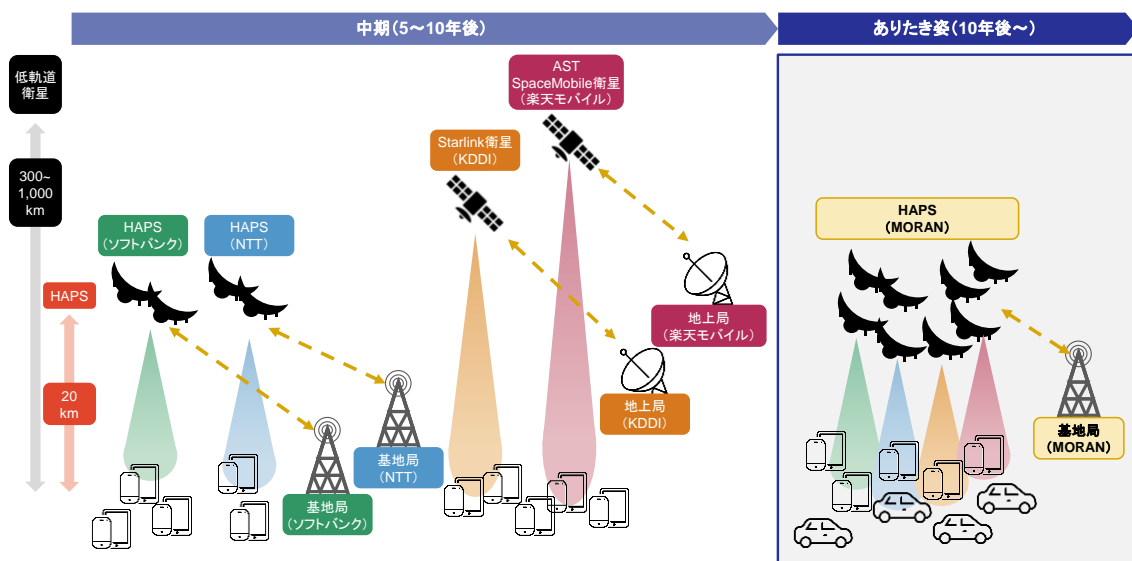 中期(5～10年後)
ありたき姿(10年後～)
低軌道
衛星
300~
1,000
km
HAPS
20
km
HAPS
(ソフトバンク)
HAPS
(NTT)
Starlink衛星
(KDDI)
AST
SpaceMobile衛星
(楽天モバイル)
地上局
(楽天モバイル)
地上局
(KDDI)
基地局
(NTT)
基地局
(ソフトバンク)
HAPS
(MORAN)
基地局
(MORAN)